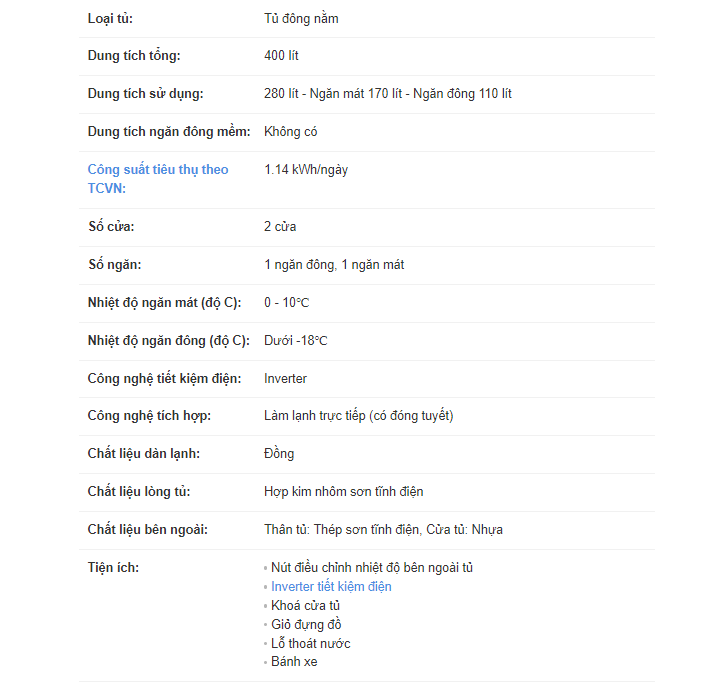 Loại tủ: Tủ đông nằm
Dung tích tổng: 400 lít
Dung tích sử dụng: 280 lít - Ngăn mát 170 lít - Ngăn đông 110 lít
Dung tích ngăn đông mềm: Không có
Công suất tiêu thụ theo 1.14 kWh/ngày
TCVN:
Số cửa: 2 cửa
Số ngăn: 1 ngăn đông, 1 ngăn mát
Nhiệt độ ngăn mát (độ C): 0 - 10℃
Nhiệt độ ngăn đông (độ C): Dưới -18℃
Công nghệ tiết kiệm điện: Inverter
Công nghệ tích hợp: Làm lạnh trực tiếp (có đóng tuyết)
Chất liệu dàn lạnh: Đồng
Chất liệu lòng tủ: Hợp kim nhôm sơn tĩnh điện
Chất liệu bên ngoài: Thân tủ: Thép sơn tĩnh điện, Cửa tủ: Nhựa
Tiện ích: • Nút điều chỉnh nhiệt độ bên ngoài tủ
• Inverter tiết kiệm điện
• Khoá cửa tủ
• Giỏ đựng đồ
• Lỗ thoát nước
• Bánh xe